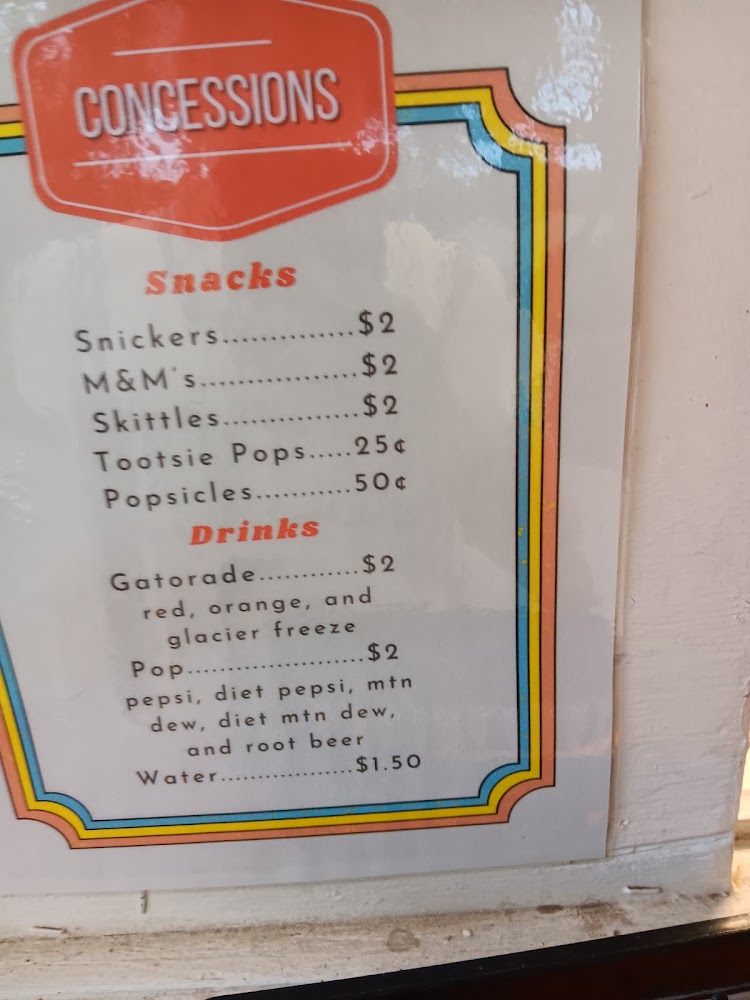 CONCESSIONS
Snacks
Snickers..............$2
M&M's.................$2
Skittles...............$2
Tootsie Pops.....25¢
Popsicles...........50¢
Drinks
Gatorade............$2
red, orange, and
glacier freeze
Pop......................$2
pepsi, diet pepsi, mtn
dew, diet mtn dew,
and root beer
Water..................$1.50